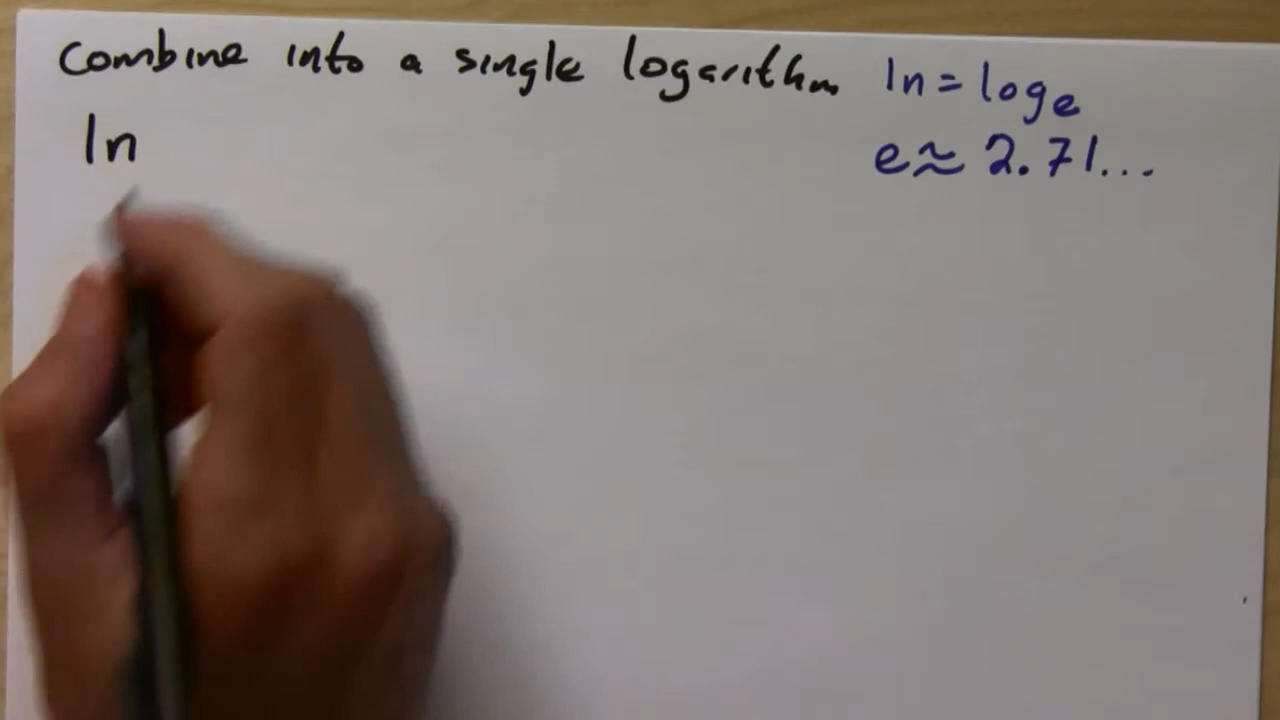 Combine into a single logarithm
ln = logₑ
e ≈ 2.71...
ln